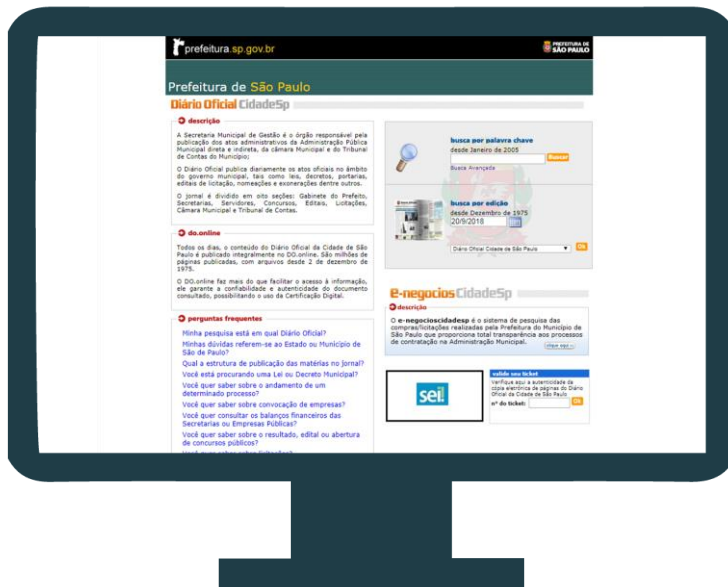 prefeitura.sp.gov.br
PREFEITURA DE
SÃO PAULO
Prefeitura de São Paulo
Diário Oficial CidadeSp
descrição
A Secretaria Municipal de Gestão é o órgão responsável pela
publicação dos atos administrativos da Administração Pública
Municipal direta e indireta, da câmara Municipal e do Tribunal
de Contas do Município;
O Diário Oficial publica diariamente os atos oficiais no âmbito
do governo municipal, tais como leis, decretos, portarias,
editais de licitação, nomeações e exonerações dentre outros.
O jornal é dividido em oito seções: Gabinete do Prefeito,
Secretarias, Servidores, Concursos, Editais, Licitações,
Câmara Municipal e Tribunal de Contas.
do.online
Todos os dias, o conteúdo do Diário Oficial da Cidade de São
Paulo é publicado integralmente no DO.online. São milhões de
páginas publicadas, com arquivos desde 2 de dezembro de
1975.
O DO.online faz mais do que facilitar o acesso à informação,
ele garante a confiabilidade e autenticidade do documento
consultado, possibilitando o uso da Certificação Digital.
perguntas frequentes
Minha pesquisa está em qual Diário Oficial?
Minhas dúvidas referem-se ao Estado ou Município de
São de Paulo?
Qual a estrutura de publicação das matérias no jornal?
Você está procurando uma Lei ou Decreto Municipal?
Você quer saber sobre o andamento de um
determinado processo?
Você quer saber sobre convocação de empresas?
Você quer consultar os balanços financeiros das
Secretarias ou Empresas Públicas?
Você quer saber sobre o resultado, edital ou abertura
de concursos públicos?
Você quer saber sobre licitações?
busca por palavra chave
desde Janeiro de 2005
Buscar
Busca Avançada
busca por edição
desde Dezembro de 1975
20/9/2018
Diário Oficial Cidade de São Paulo
Ok
e-negocios CidadeSp
descrição
O e-negocioscidadesp é o sistema de pesquisa das
compras/licitações realizadas pela Prefeitura do Município de
São Paulo que proporciona total transparência aos processos
de contratação na Administração Municipal.
clique aqui
sei!
valide seu ticket
Verifique aqui a autenticidade da
cópia eletrônica de páginas do Diário
Oficial da Cidade de São Paulo
nº do ticket:
Ok